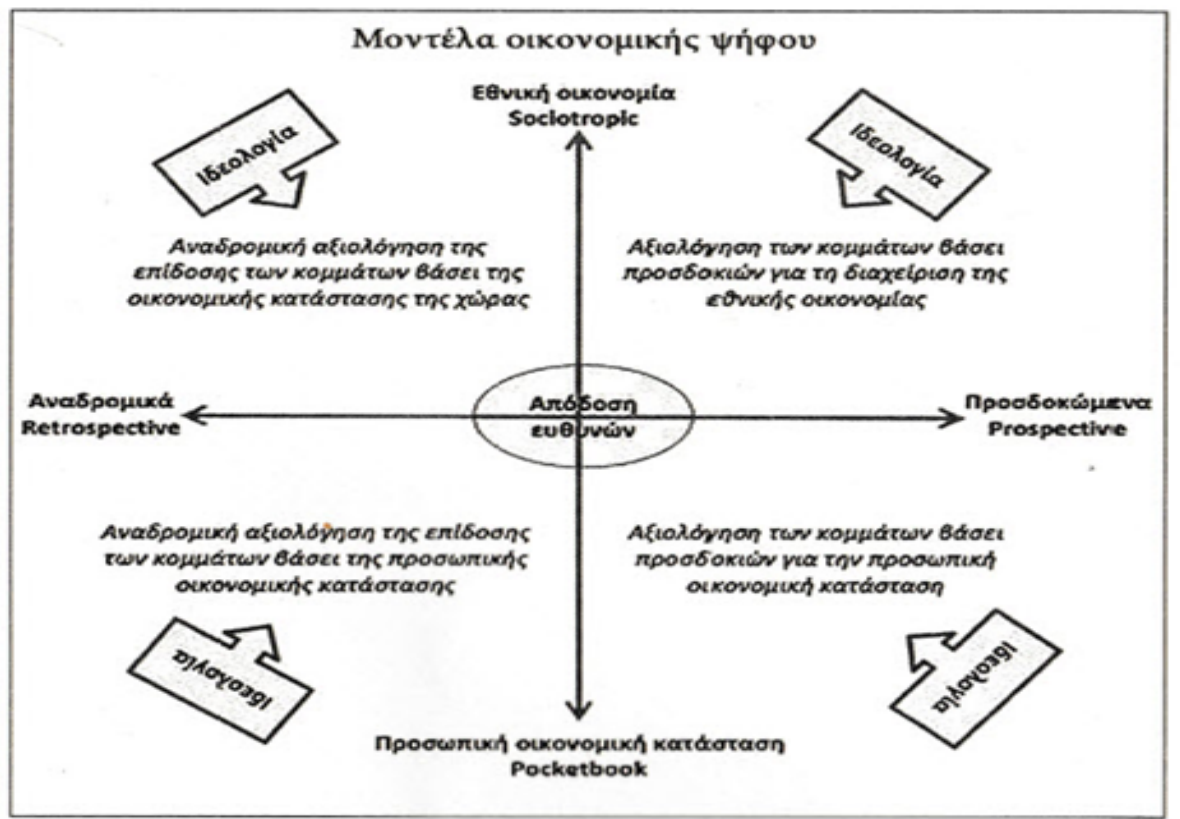 Μοντέλα οικονομικής ψήφου
Εθνική οικονομία
Sociotropic
Ιδεολογία
Ιδεολογία
Αναδρομική αξιολόγηση της
επίδοσης των κομμάτων βάσει της
οικονομικής κατάστασης της χώρας
Αξιολόγηση των κομμάτων βάσει
προσδοκιών για τη διαχείριση της
εθνικής οικονομίας
Αναδρομικά
Retrospective
Απόδοση
ευθυνών
Προσδοκώμενα
Prospective
Αναδρομική αξιολόγηση της επίδοσης
των κομμάτων βάσει της προσωπικής
οικονομικής κατάστασης
Αξιολόγηση των κομμάτων βάσει
προσδοκιών για την προσωπική
οικονομική κατάσταση
Ιδεολογία
Ιδεολογία
Προσωπική οικονομική κατάσταση
Pocketbook